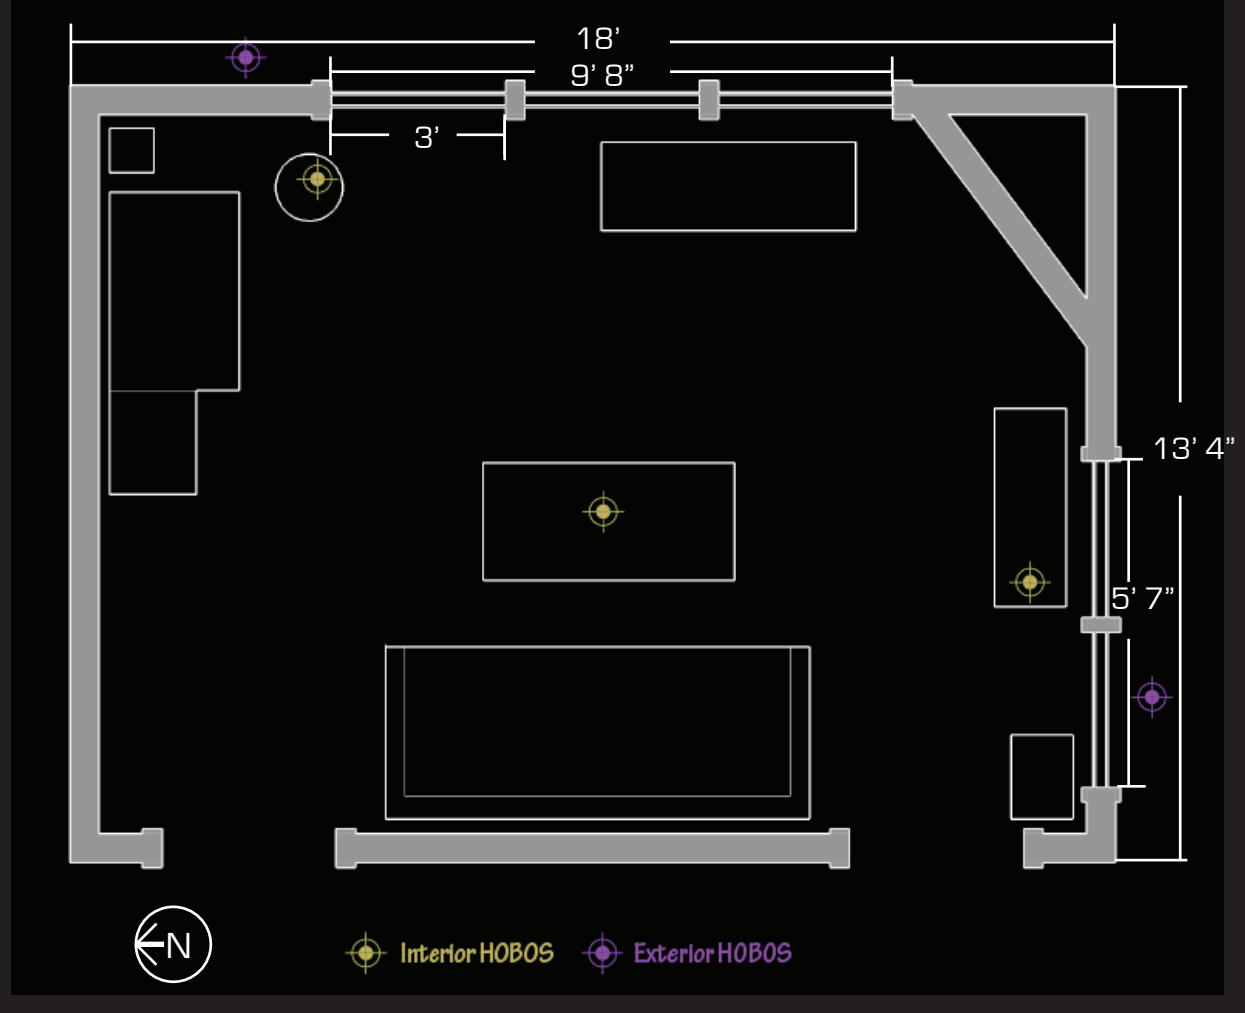 18’
9’ 8”
3’
13’ 4”
5’ 7”
N
Interior HOBOS
Exterior HOBOS